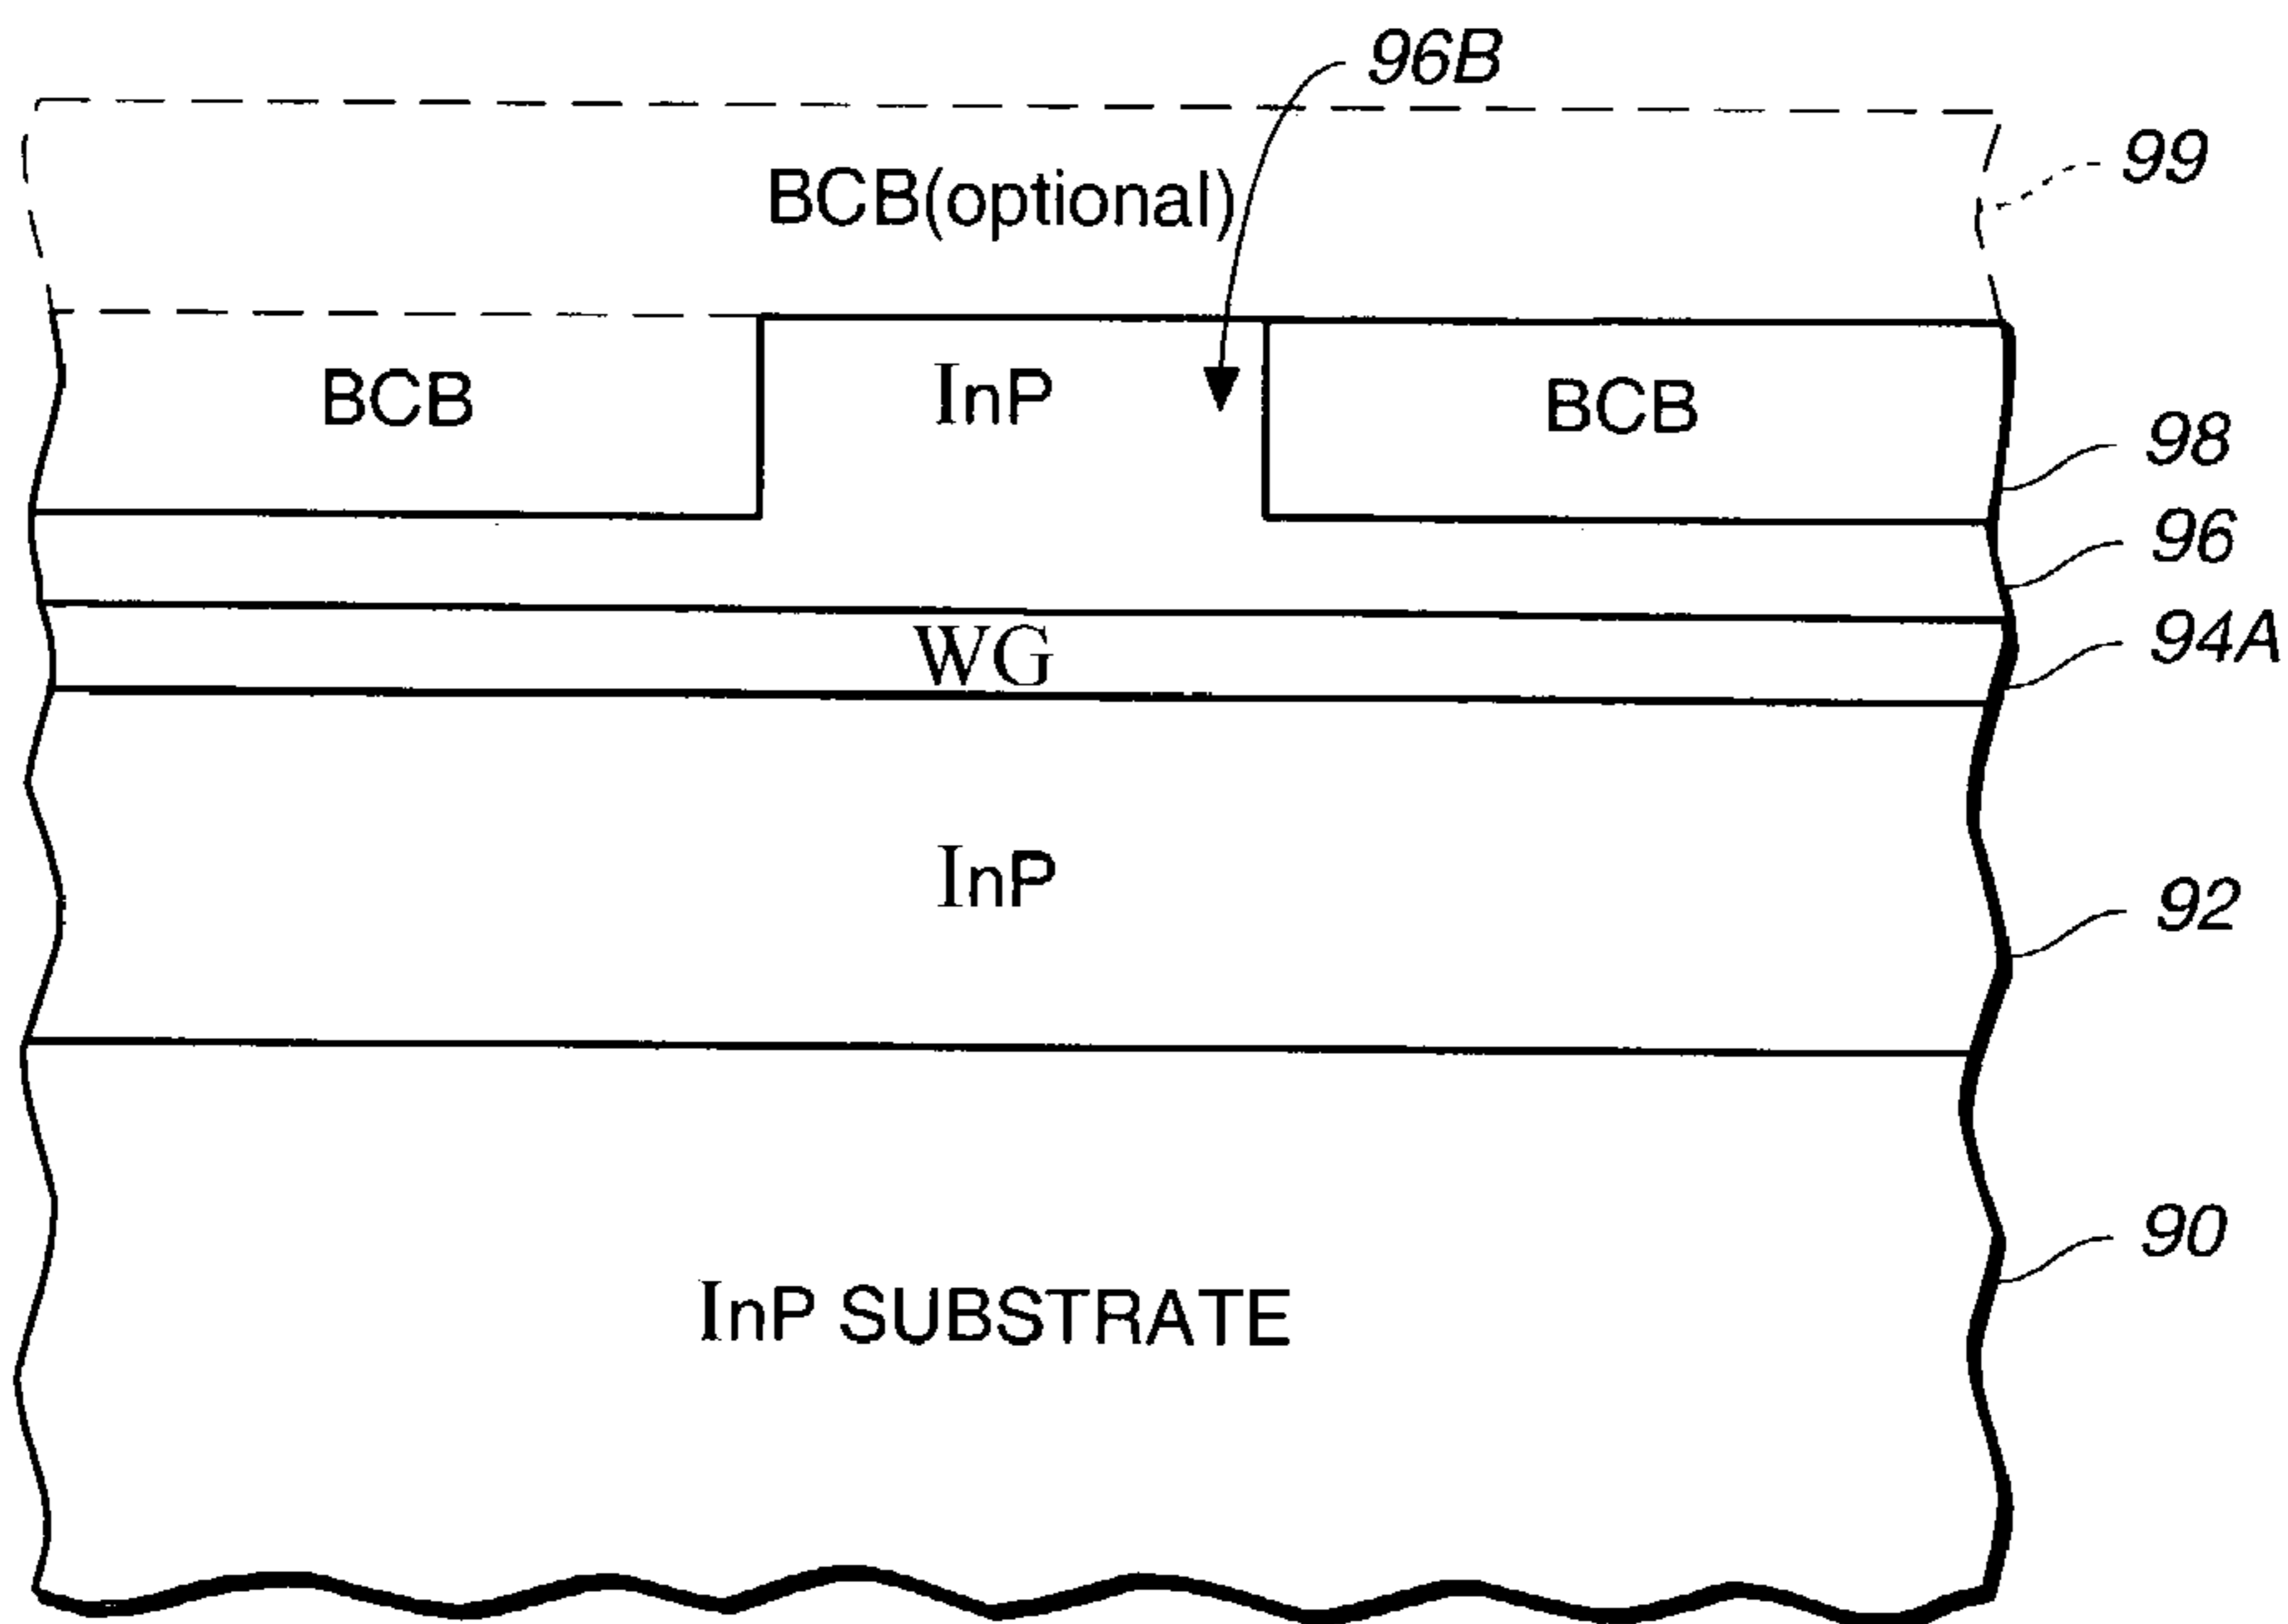 96B
99
BCB(optional)
BCB
InP
BCB
98
96
94A
WG
InP
92
90
InP SUBSTRATE